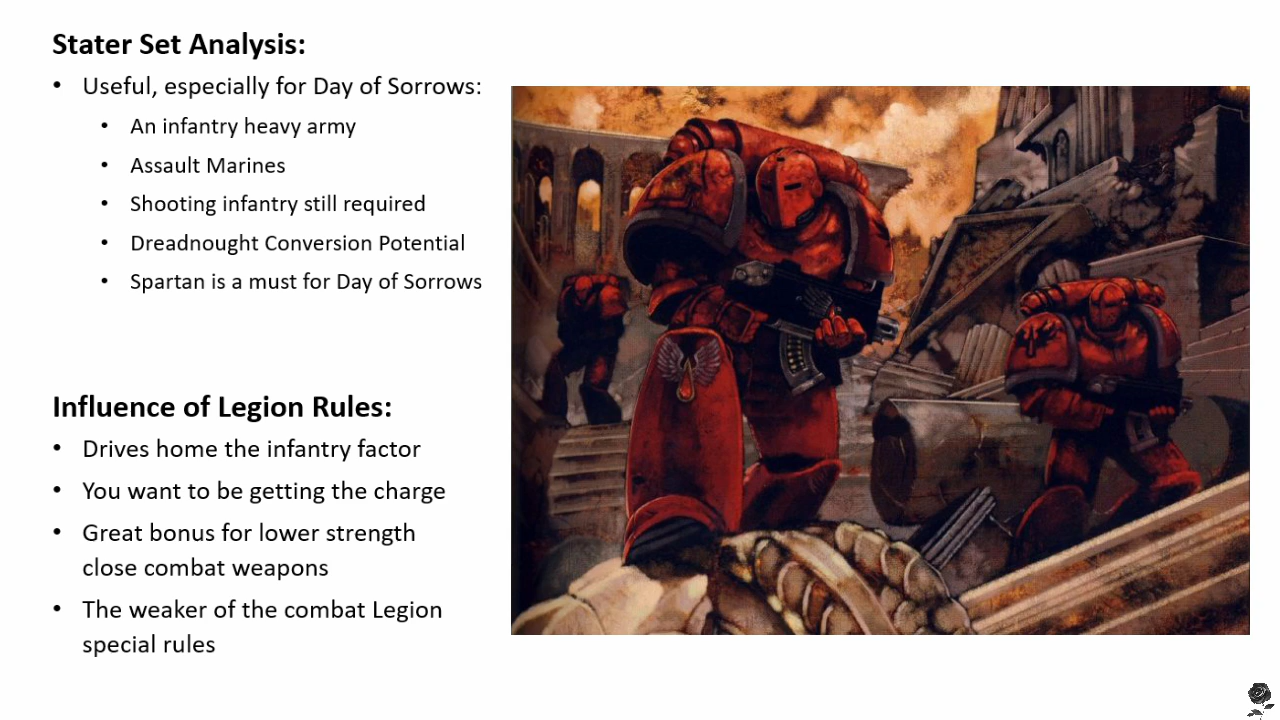 Stater Set Analysis:
• Useful, especially for Day of Sorrows:
• An infantry heavy army
• Assault Marines
• Shooting infantry still required
• Dreadnought Conversion Potential
• Spartan is a must for Day of Sorrows
Influence of Legion Rules:
• Drives home the infantry factor
• You want to be getting the charge
• Great bonus for lower strength
close combat weapons
• The weaker of the combat Legion
special rules